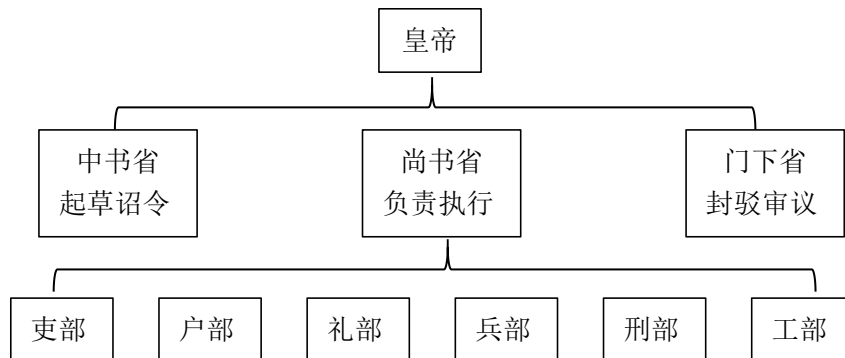 皇帝
中书省
起草诏令
尚书省
负责执行
门下省
封驳审议
吏部
户部
礼部
兵部
刑部
工部